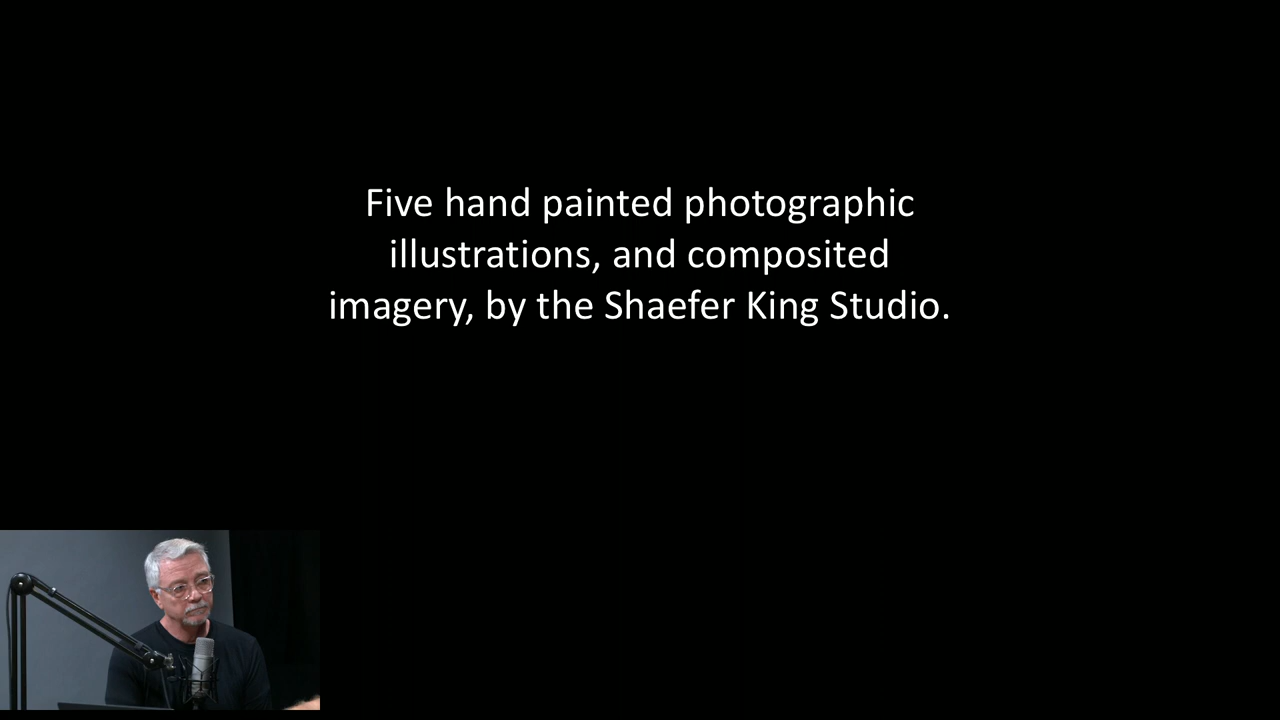 Five hand painted photographic
illustrations, and composited
imagery, by the Shaefer King Studio.